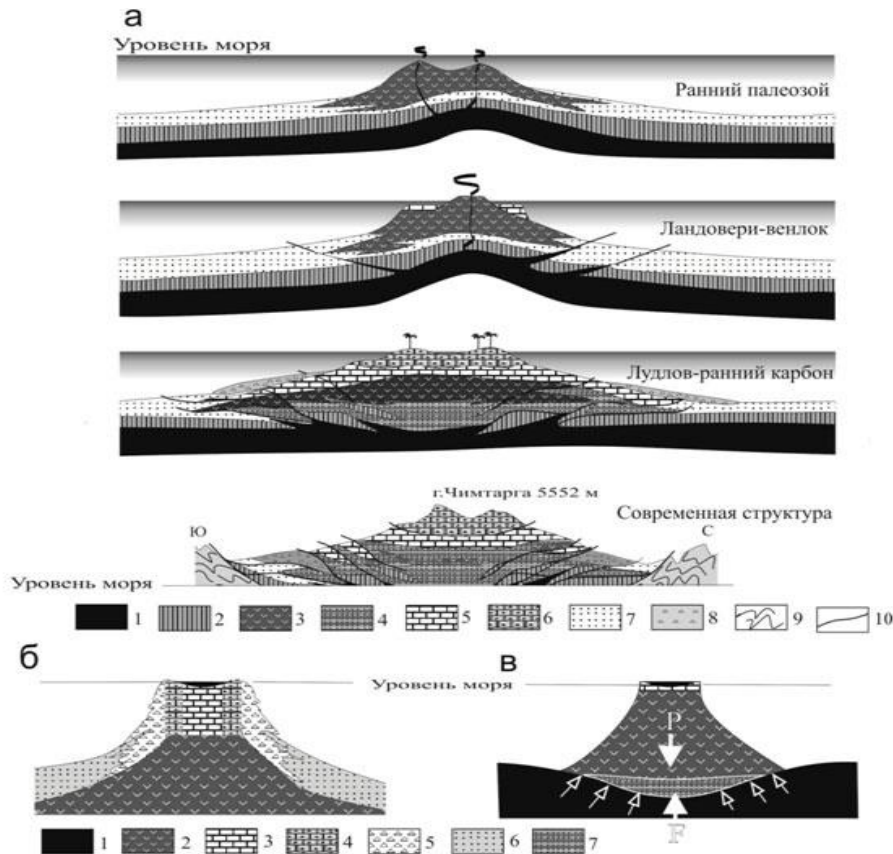 а
Уровень моря
Ранний палеозой
Ландовери-венлок
Лудлов-ранний карбон
г.Чимтарга 5552 м
Современная структура
Ю
С
Уровень моря
1 2 3 4 5 6 7 8 9 10
б
в
Уровень моря
P
F
1 2 3 4 5 6 7